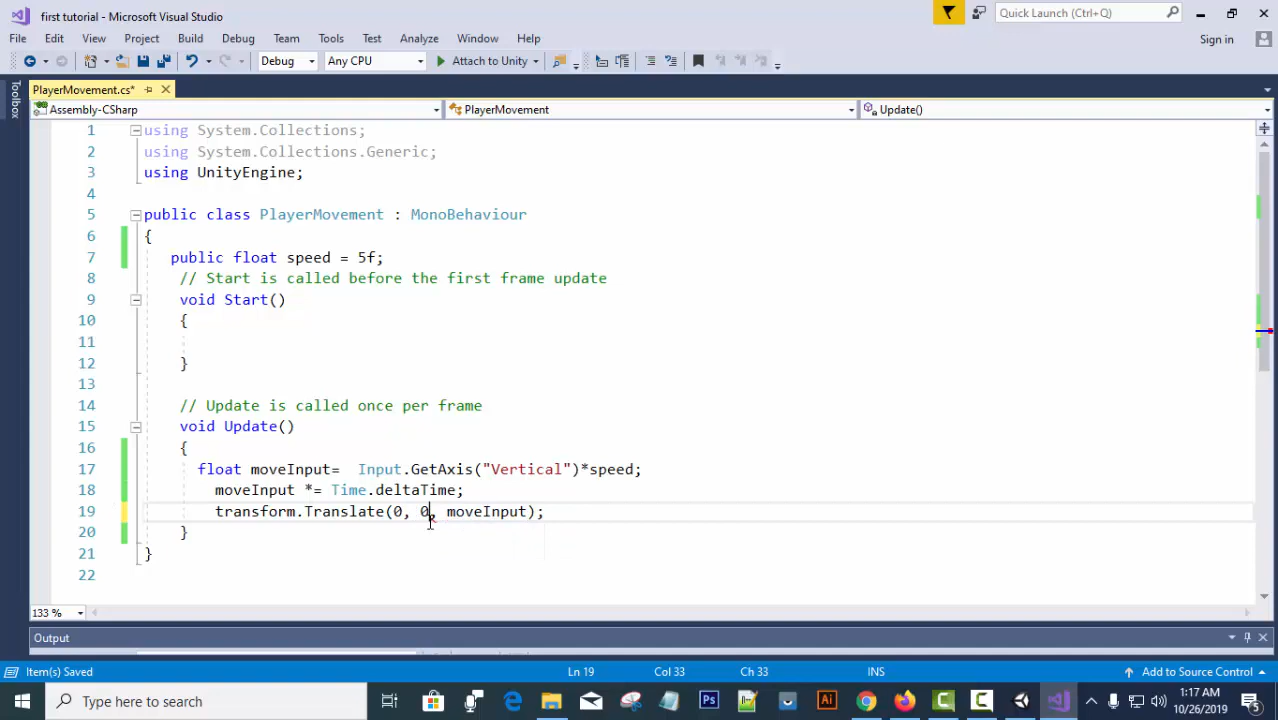 first tutorial - Microsoft Visual Studio
Quick Launch (Ctrl+Q)
File Edit View Project Build Debug Team Tools Test Analyze Window Help
Sign in
Debug Any CPU Attach to Unity
Toolbox
PlayerMovement.cs*
Assembly-CSharp PlayerMovement Update()
1 using System.Collections;
2 using System.Collections.Generic;
3 using UnityEngine;
4
5 public class PlayerMovement : MonoBehaviour
6 {
7 public float speed = 5f;
8 // Start is called before the first frame update
9 void Start()
10 {
11
12 }
13
14 // Update is called once per frame
15 void Update()
16 {
17 float moveInput= Input.GetAxis("Vertical")*speed;
18 moveInput *= Time.deltaTime;
19 transform.Translate(0, 0, moveInput);
20 }
21 }
22
133 %
Output
Item(s) Saved Ln 19 Col 33 Ch 33 INS Add to Source Control
Type here to search
Ps
Ai
1:17 AM
10/26/2019
5